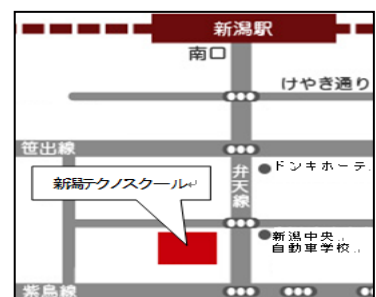 新潟駅
南口
けやき通り
笹出線
弁天線
ドンキホーテ
新潟テクノスクール
新潟中央
自動車学校
紫鳥線